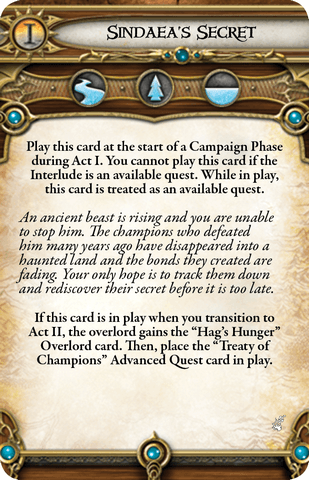 I
Sindaea's Secret
Play this card at the start of a Campaign Phase
during Act I. You cannot play this card if the
Interlude is an available quest. While in play,
this card is treated as an available quest.
An ancient beast is rising and you are unable
to stop him. The champions who defeated
him many years ago have disappeared into a
haunted land and the bonds they created are
fading. Your only hope is to track them down
and rediscover their secret before it is too late.
If this card is in play when you transition to
Act II, the overlord gains the “Hag’s Hunger”
Overlord card. Then, place the “Treaty of
Champions” Advanced Quest card in play.